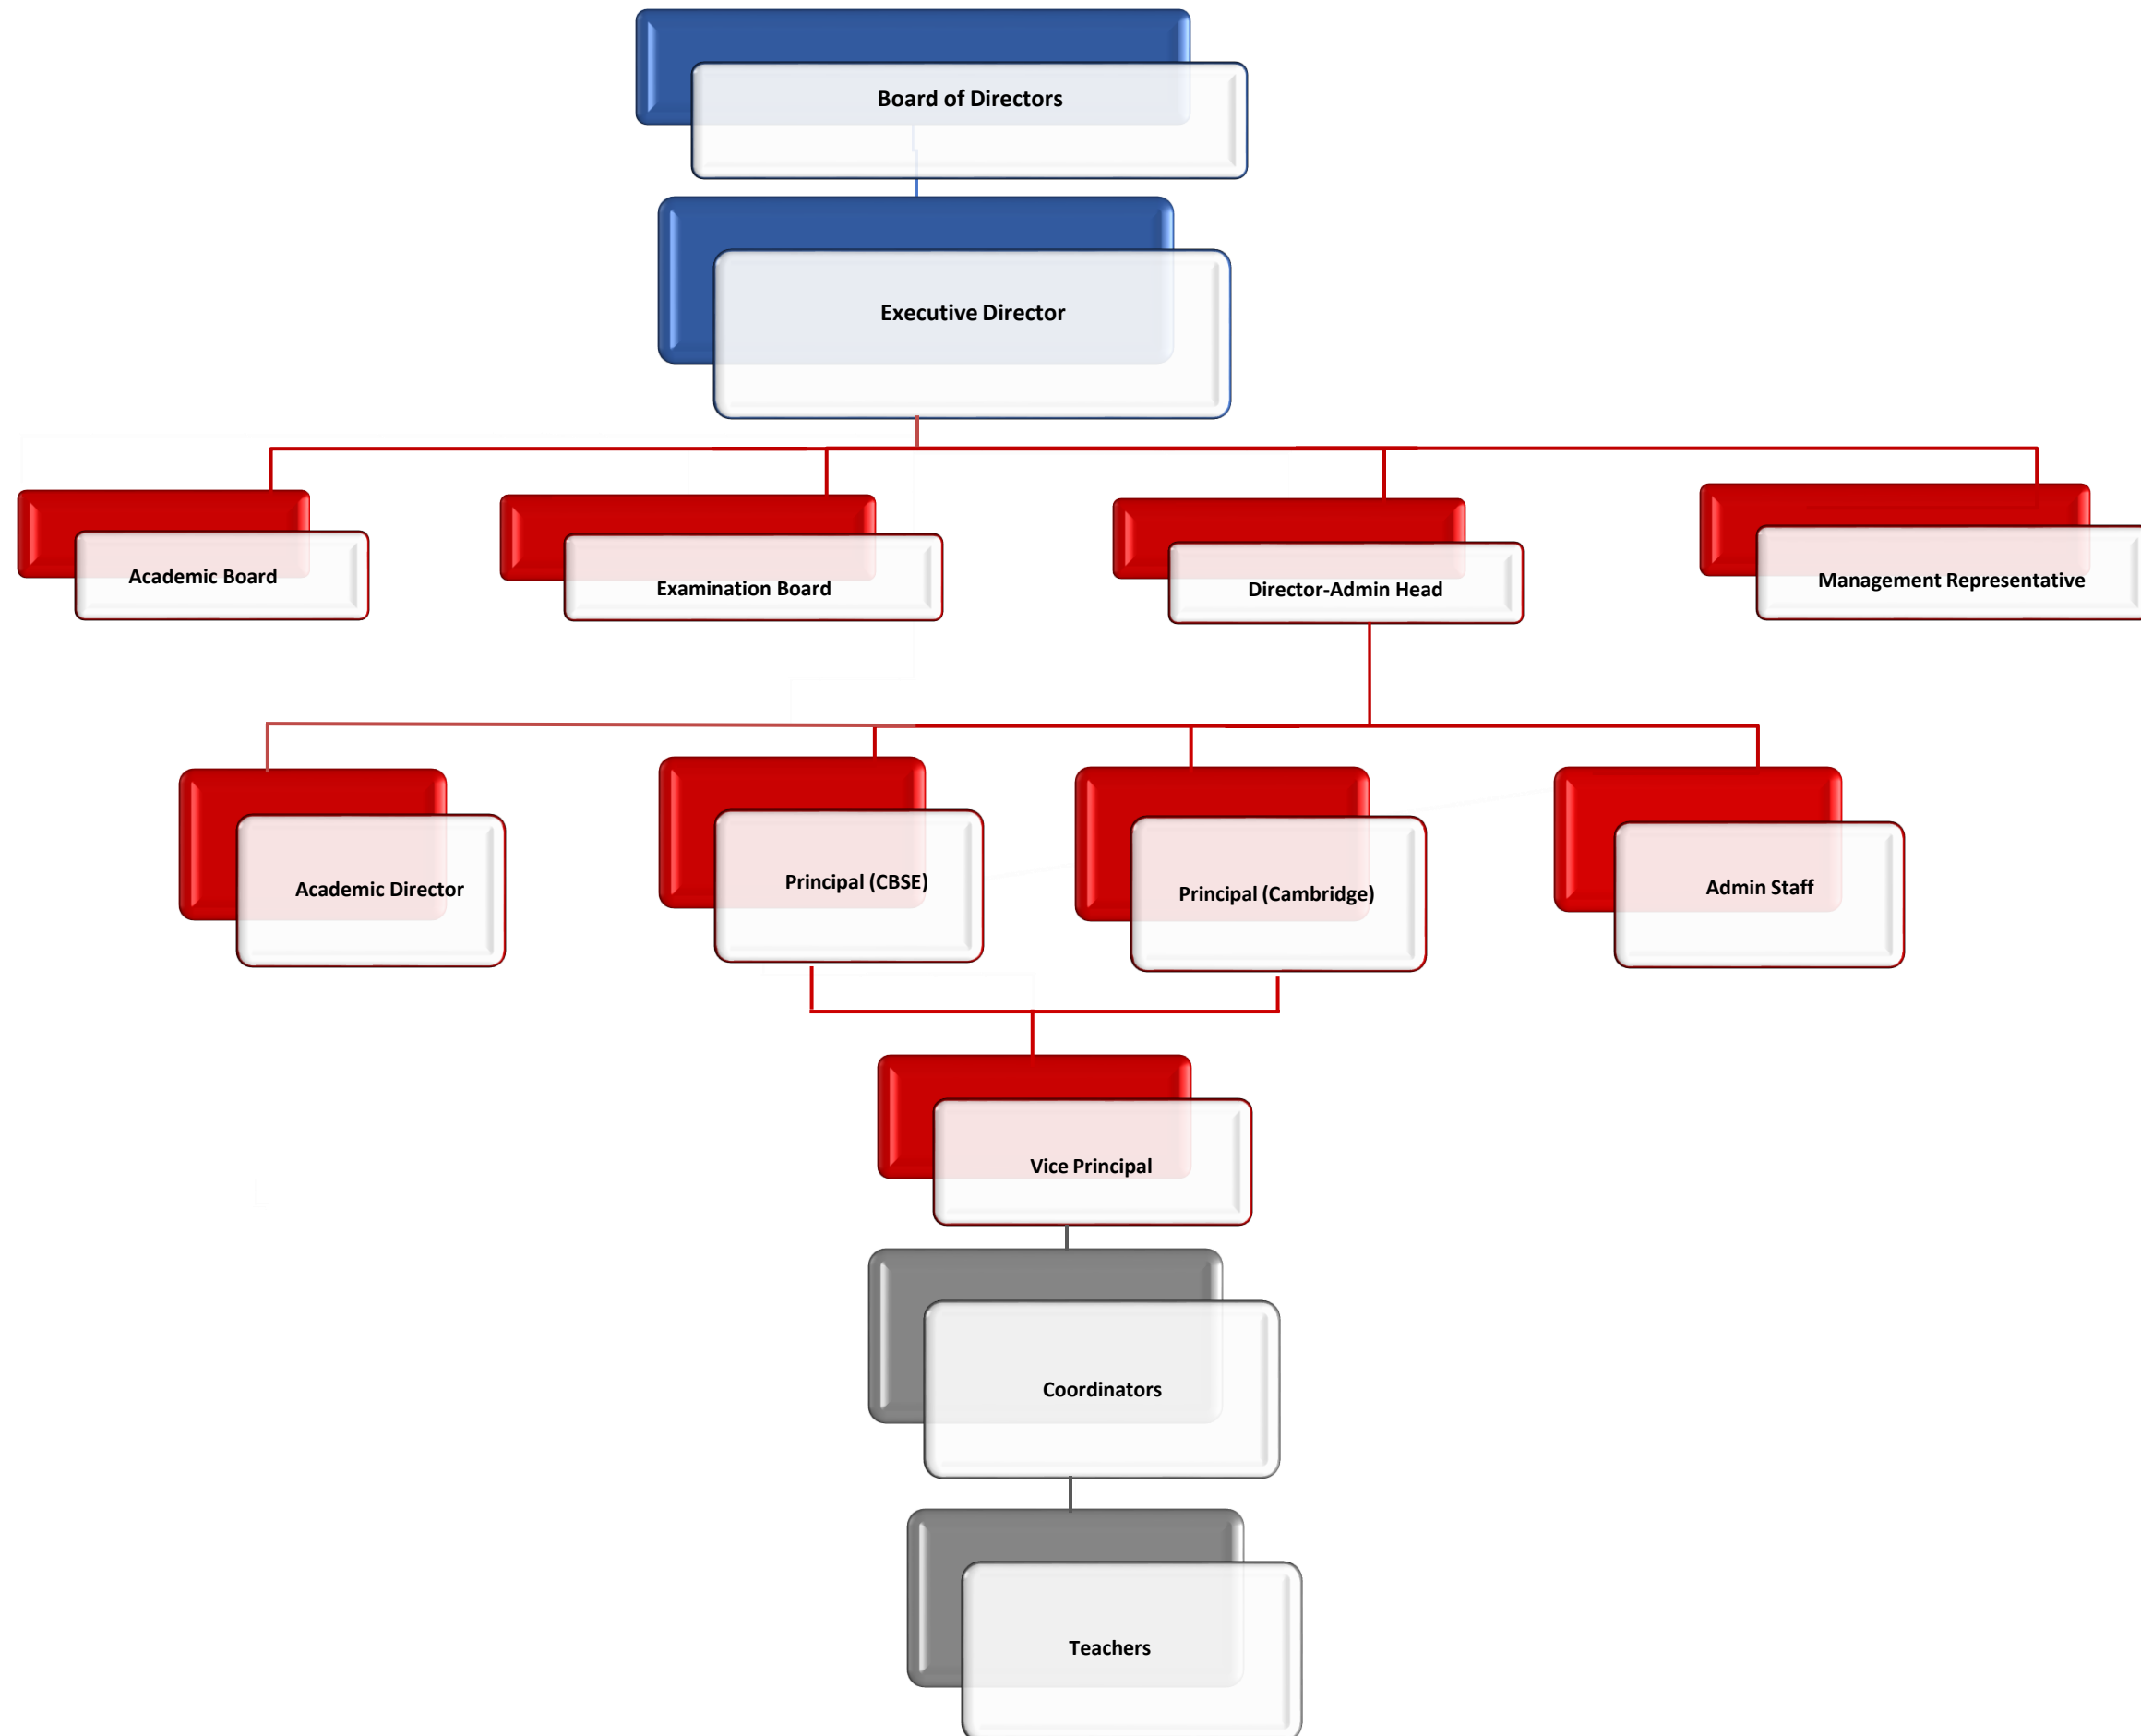 Board of Directors
Executive Director
Academic Board
Examination Board
Director-Admin Head
Management Representative
Academic Director
Principal (CBSE)
Principal (Cambridge)
Admin Staff
Vice Principal
Coordinators
Teachers